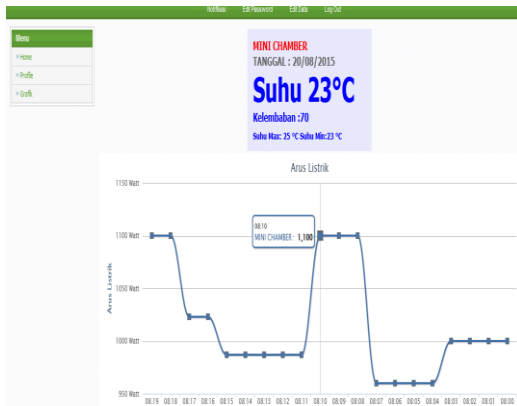 Notifikasi Edit Password Edit Data Log Out
Menu
» Home
» Profile
» Grafik
MINI CHAMBER
TANGGAL : 20/08/2015
Suhu 23°C
Kelembaban :70
Suhu Max: 25 °C Suhu Min:23 °C
Arus Listrik
1150 Watt
08:10
MINI CHAMBER : 1,100
1100 Watt
1050 Watt
Arus Listrik
1000 Watt
950 Watt
08:19 08:18 08:17 08:16 08:15 08:14 08:13 08:12 08:11 08:10 08:09 08:08 08:07 08:06 08:05 08:04 08:03 08:02 08:01 08:00